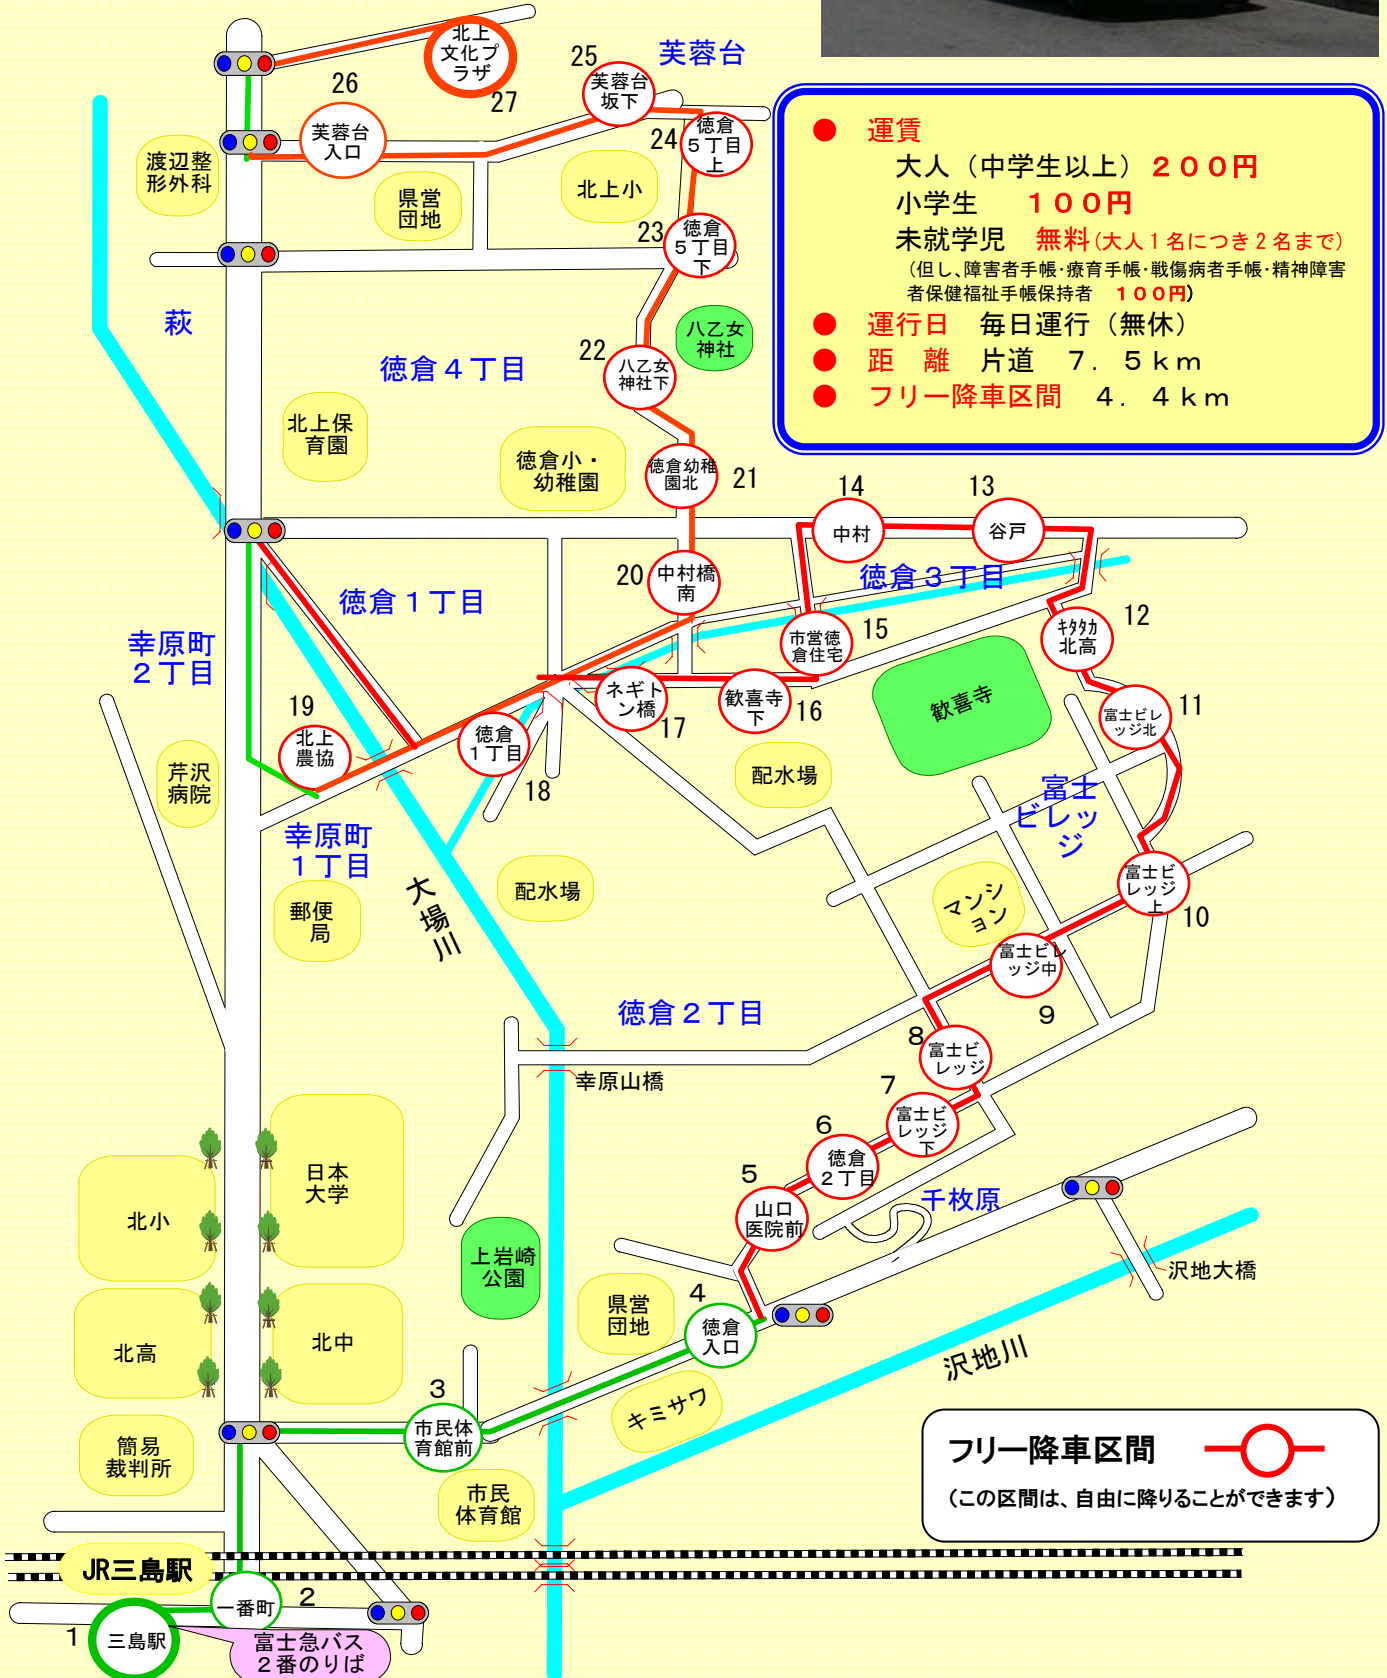 北上
文化プ
ラザ
27
25
芙蓉台
芙蓉台
坂下
26
芙蓉台
入口
24
徳倉
5丁目
上
渡辺整
形外科
県営
団地
北上小
23
徳倉
5丁目
下
● 運賃
大人（中学生以上）２００円
小学生 １００円
未就学児 無料(大人１名につき２名まで)
（但し、障害者手帳・療育手帳・戦傷病者手帳・精神障害
者保健福祉手帳保持者 １００円)
● 運行日 毎日運行（無休）
● 距 離 片道 ７．５ｋｍ
● フリー降車区間 ４．４ｋｍ
萩
八乙女
神社
22
八乙女
神社下
徳倉４丁目
北上保
育園
徳倉小・
幼稚園
徳倉幼稚
園北
21
14
中村
13
谷戸
20
中村橋
南
徳倉３丁目
徳倉１丁目
幸原町
２丁目
市営徳
倉住宅
15
ｷﾀﾀｶ
北高
12
歓喜寺
ネギト
ン橋
17
歓喜寺
下
16
富士ビレ
ッジ北
11
19
北上
農協
徳倉
1丁目
18
配水場
芹沢
病院
富士
ビレッ
ジ
幸原町
１丁目
大場川
配水場
郵便
局
マンシ
ョン
富士ビ
レッジ
上
10
富士ビレ
ッジ中
9
徳倉２丁目
8
富士ビ
レッジ
幸原山橋
7
富士ビ
レッジ
下
6
徳倉
2丁目
5
山口
医院前
千枚原
日本
大学
北小
上岩崎
公園
沢地大橋
県営
団地
4
徳倉
入口
北高
北中
沢地川
3
市民体
育館前
キミサワ
簡易
裁判所
市民
体育館
フリー降車区間
（この区間は、自由に降りることができます）
JR三島駅
一番町
2
1
三島駅
富士急バス
２番のりば